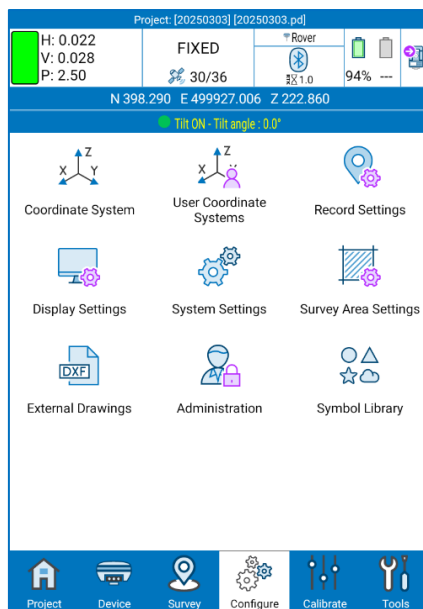 Project: [20250303] [20250303.pd]
H: 0.022
V: 0.028
P: 2.50
FIXED
30/36
Rover
1.0
94%
---
N 398.290 E 499927.006 Z 222.860
Tilt ON - Tilt angle : 0.0°
Z
X
Y
Coordinate System
Z
X
User Coordinate
Systems
Record Settings
Display Settings
System Settings
Survey Area Settings
DXF
External Drawings
Administration
Symbol Library
Project
Device
Survey
Configure
Calibrate
Tools